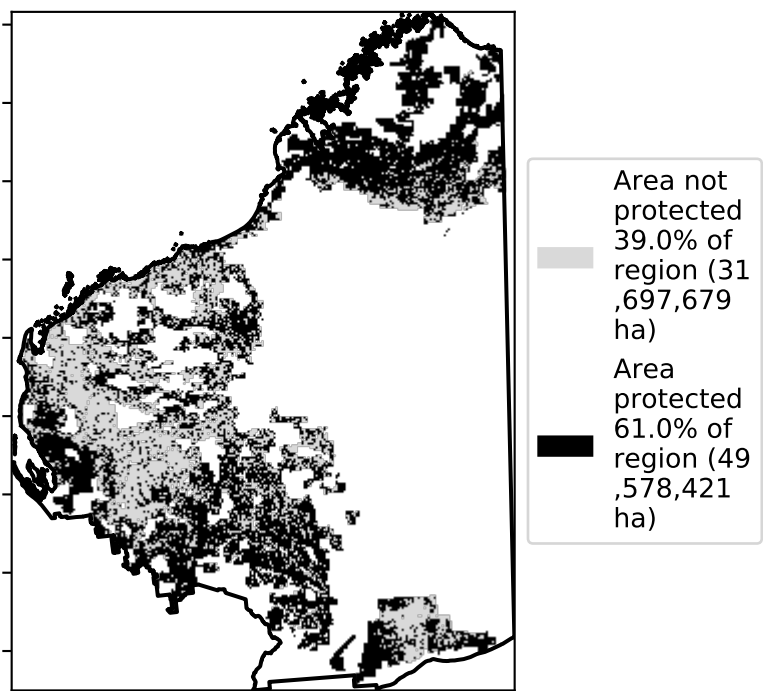 Area not
protected
39.0% of
region (31
,697,679
ha)
Area
protected
61.0% of
region (49
,578,421
ha)